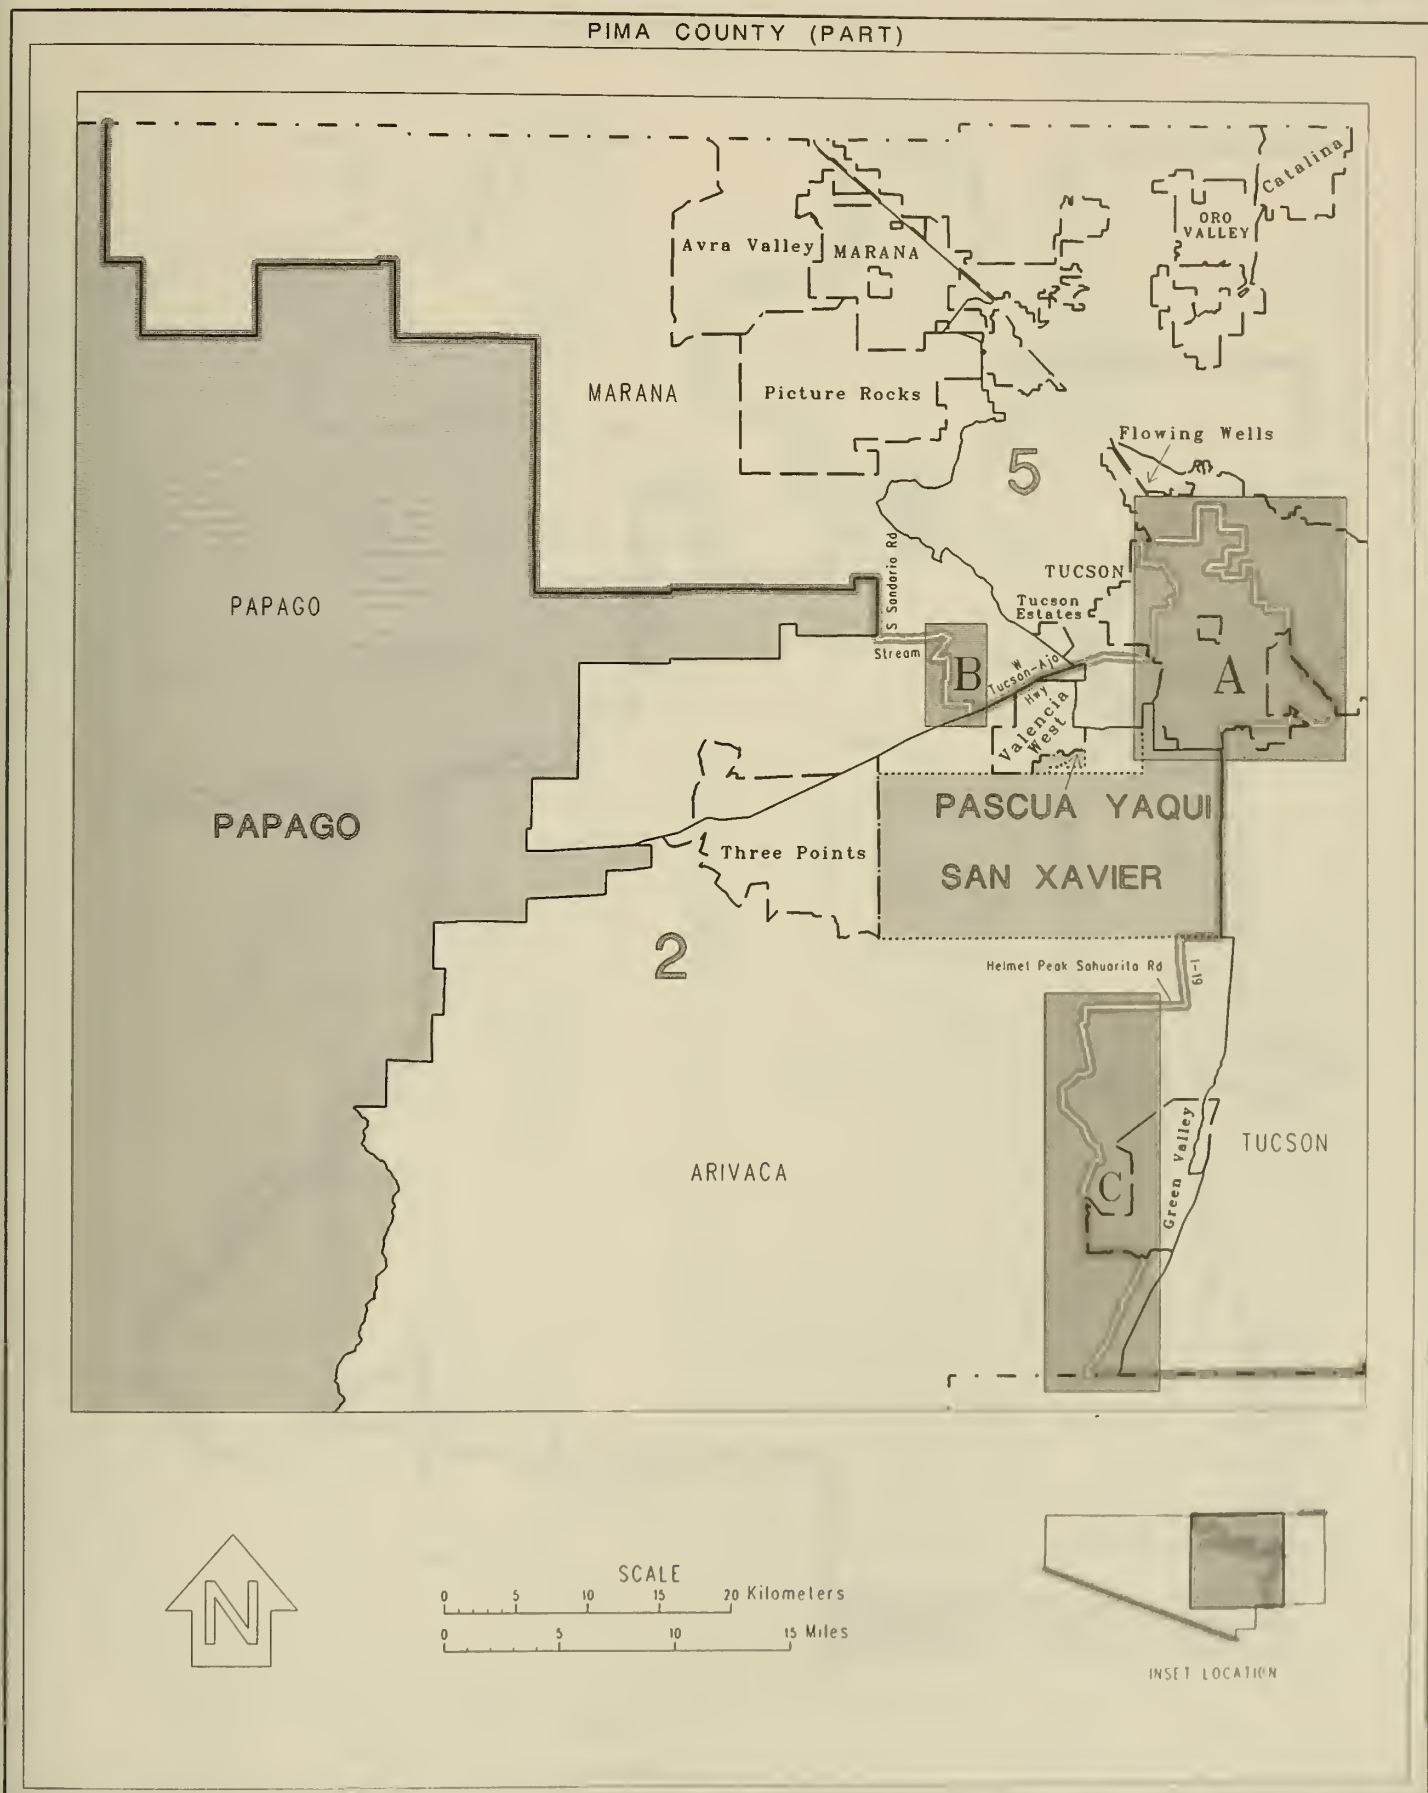 PIMA COUNTY (PART)
Catalina
ORO
VALLEY
Avra Valley
MARANA
MARANA
Picture Rocks
Flowing Wells
5
S Sandario Rd
TUCSON
Tucson
Estates
PAPAGO
Stream
B
W
Tucson-Ajo
Hwy
A
Valencia
West
PAPAGO
PASCUA YAQUI
Three Points
SAN XAVIER
2
Helmet Peak Sahuarita Rd
I-19
Green Valley
TUCSON
ARIVACA
C
N
SCALE
0 5 10 15 20 Kilometers
0 5 10 15 Miles
INSET LOCATION